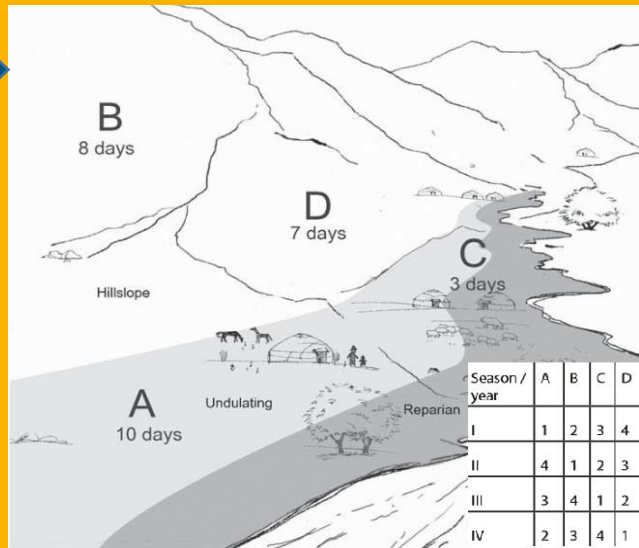 B
8 days
D
7 days
C
3 days
Hillslope
A
10 days
Undulating
Reparian
Season / year A B C D
I 1 2 3 4
II 4 1 2 3
III 3 4 1 2
IV 2 3 4 1